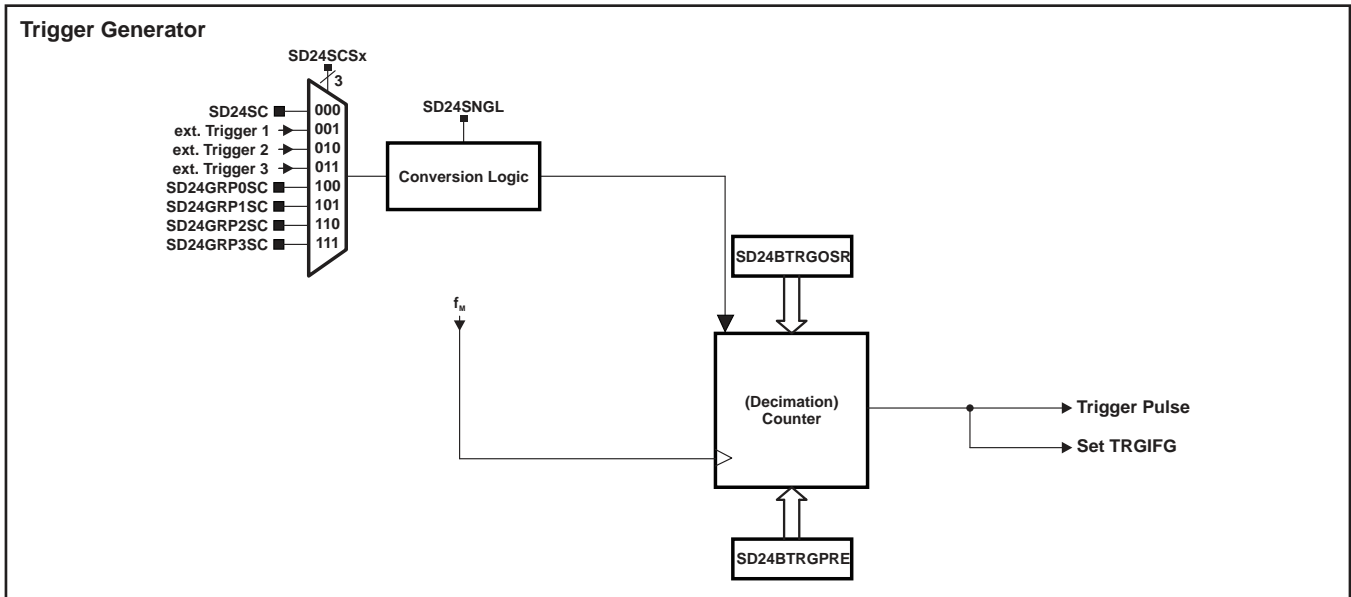 Trigger Generator
SD24SCSx
3
SD24SC 000
ext. Trigger 1 001
ext. Trigger 2 010
ext. Trigger 3 011
SD24GRP0SC 100
SD24GRP1SC 101
SD24GRP2SC 110
SD24GRP3SC 111
SD24SNGL
Conversion Logic
SD24BTRGOSR
fM
(Decimation)
Counter
Trigger Pulse
Set TRGIFG
SD24BTRGPRE